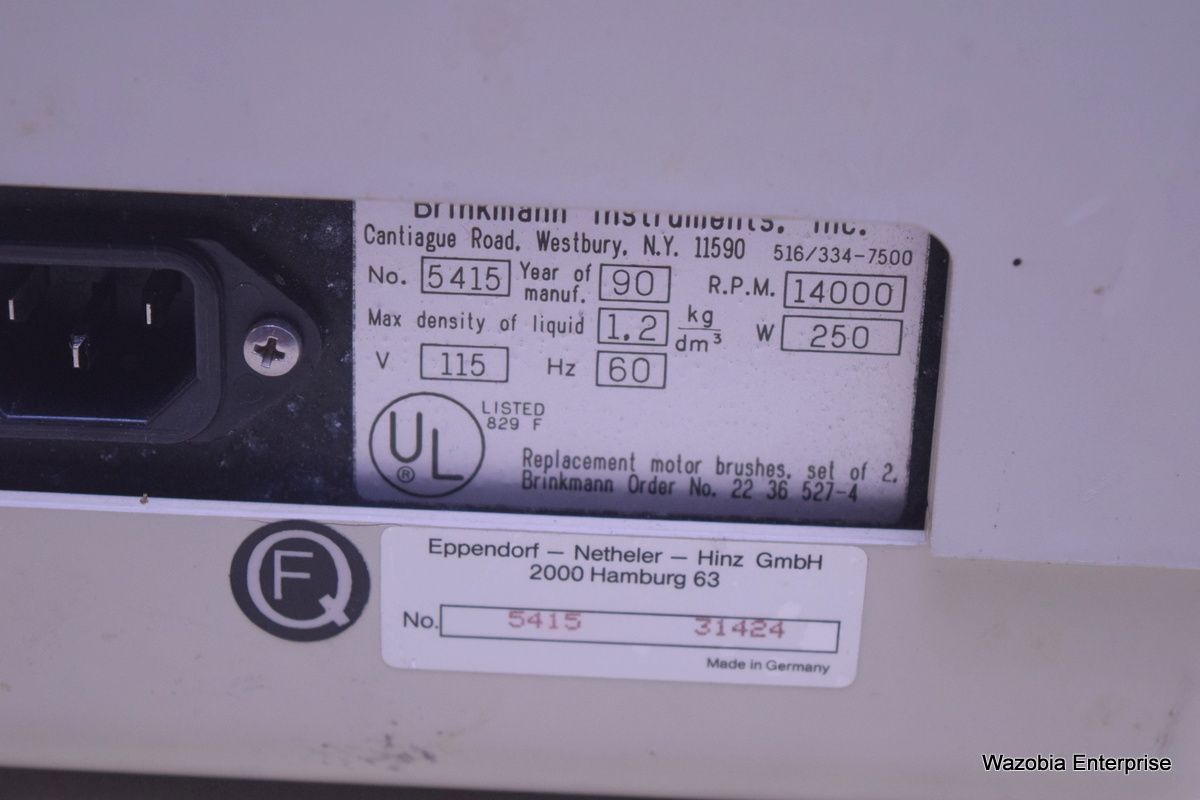 Brinkmann Instruments, Inc.
Cantiague Road, Westbury, N.Y. 11590 516/334-7500
No. 5415 Year of manuf. 90 R.P.M. 14000
Max density of liquid 1,2 kg/dm³ W 250
V 115 Hz 60
UL ® LISTED 829 F
Replacement motor brushes, set of 2,
Brinkmann Order No. 22 36 527-4
QF
Eppendorf – Netheler – Hinz GmbH
2000 Hamburg 63
No. 5415 31424
Made in Germany
Wazobia Enterprise